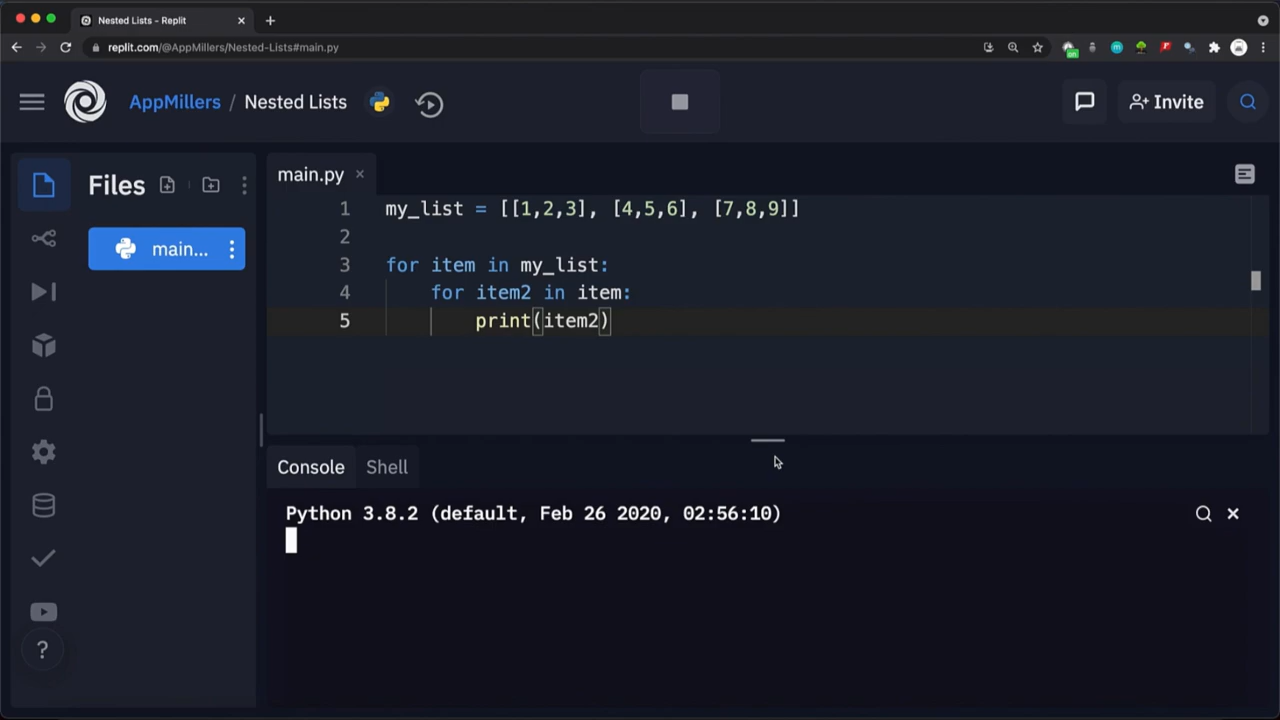 Nested Lists - Replit
replit.com/@AppMillers/Nested-Lists#main.py
on
AppMillers / Nested Lists
Invite
Files
main...
main.py
1 my_list = [[1,2,3], [4,5,6], [7,8,9]]
2
3 for item in my_list:
4 for item2 in item:
5 print(item2)
Console Shell
Python 3.8.2 (default, Feb 26 2020, 02:56:10)
?